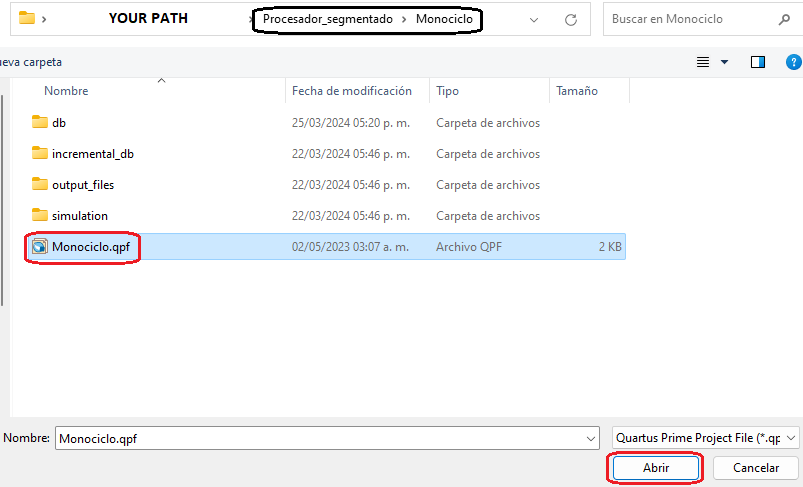 YOUR PATH Procesador_segmentado Monociclo Buscar en Monociclo
ueva carpeta
Nombre Fecha de modificación Tipo Tamaño
db 25/03/2024 05:20 p. m. Carpeta de archivos
incremental_db 22/03/2024 05:46 p. m. Carpeta de archivos
output_files 22/03/2024 05:46 p. m. Carpeta de archivos
simulation 22/03/2024 05:46 p. m. Carpeta de archivos
Monociclo.qpf 02/05/2023 03:07 a. m. Archivo QPF 2 KB
Nombre: Monociclo.qpf Quartus Prime Project File (*.qp
Abrir Cancelar